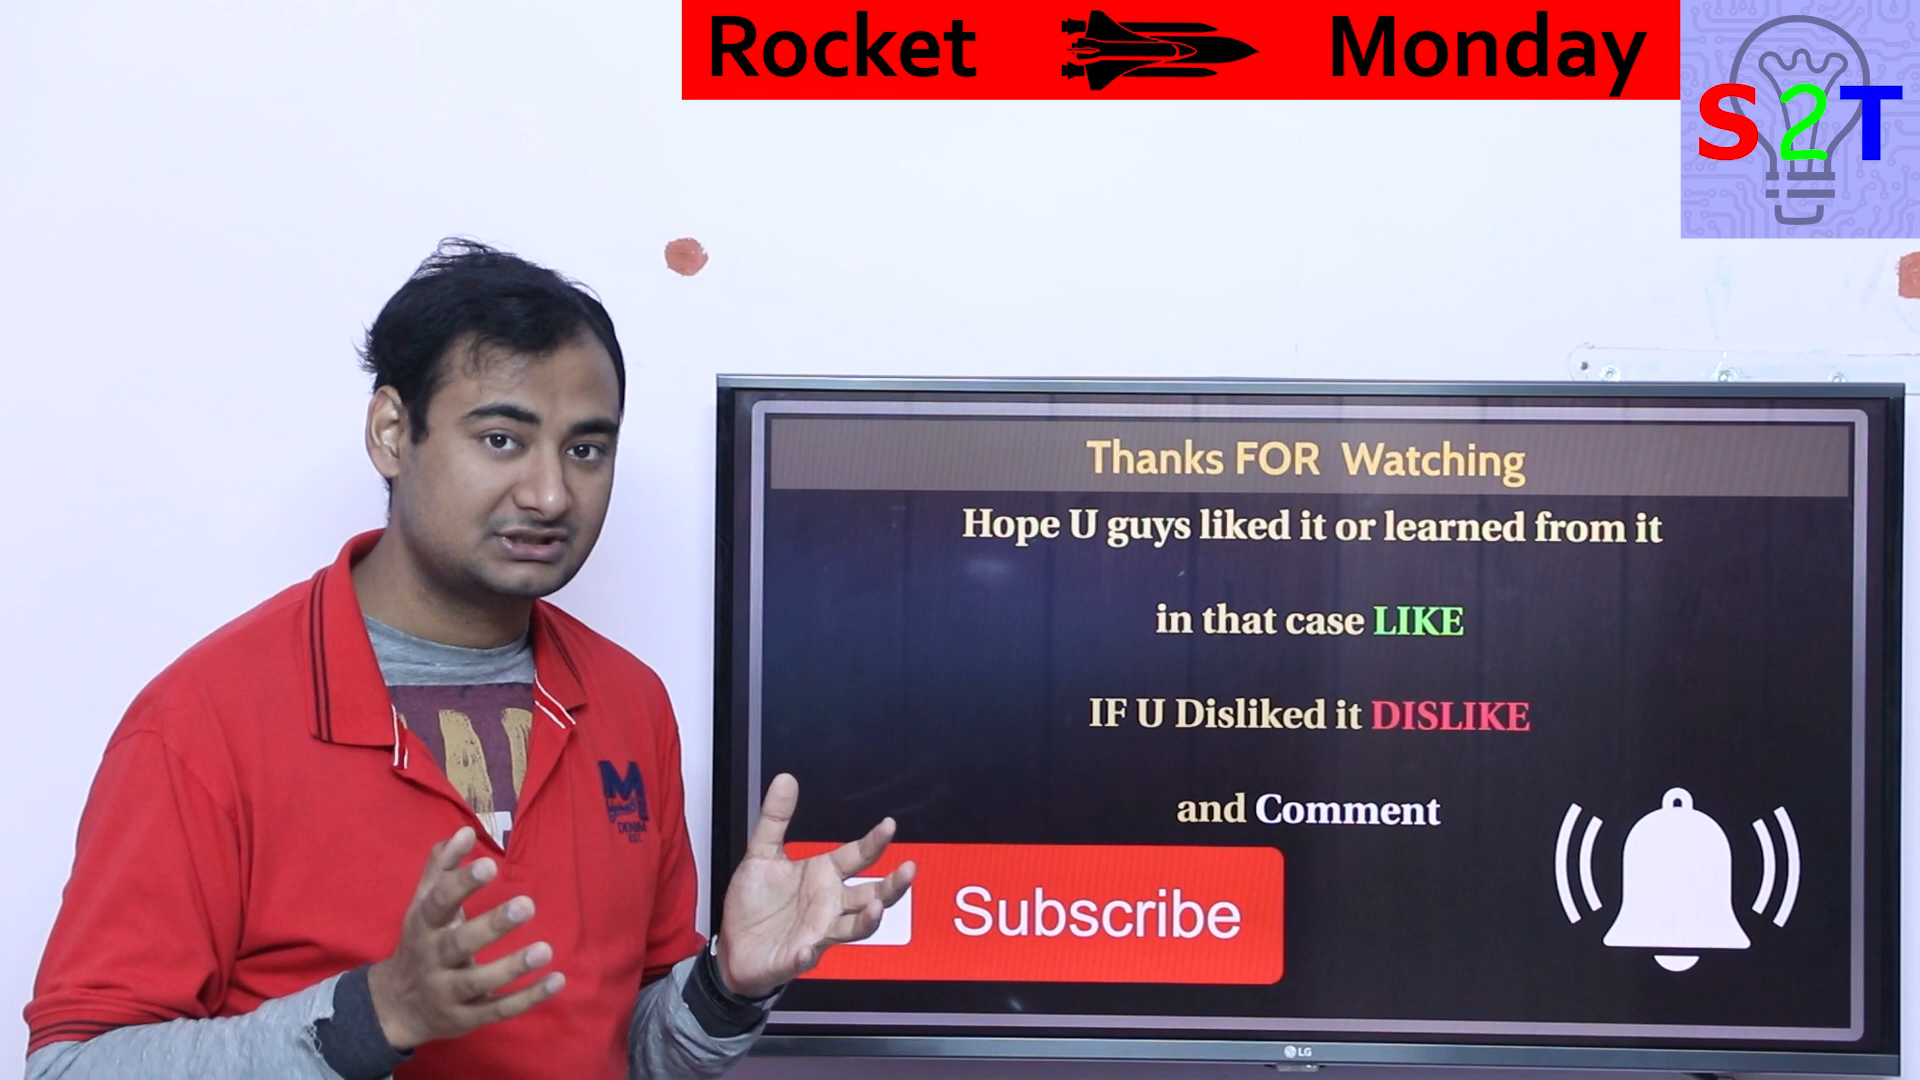 Rocket Monday
S2T
Thanks FOR Watching
Hope U guys liked it or learned from it
in that case LIKE
IF U Disliked it DISLIKE
and Comment
Subscribe
M
DENIM
LG